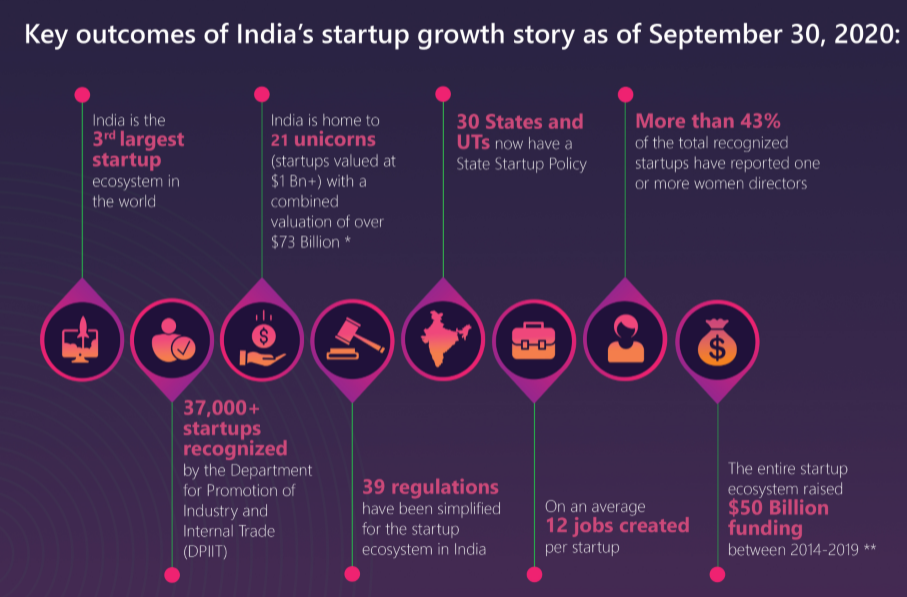 Key outcomes of India's startup growth story as of September 30, 2020:
India is the
3rd largest
startup
ecosystem in
the world
India is home to
21 unicorns
(startups valued at
$1 Bn+) with a
combined
valuation of over
$73 Billion *
30 States and
UTs now have a
State Startup Policy
More than 43%
of the total recognized
startups have reported one
or more women directors
37,000+
startups
recognized
by the Department
for Promotion of
Industry and
Internal Trade
(DPIIT)
39 regulations
have been simplified
for the startup
ecosystem in India
On an average
12 jobs created
per startup
The entire startup
ecosystem raised
$50 Billion
funding
between 2014-2019 **